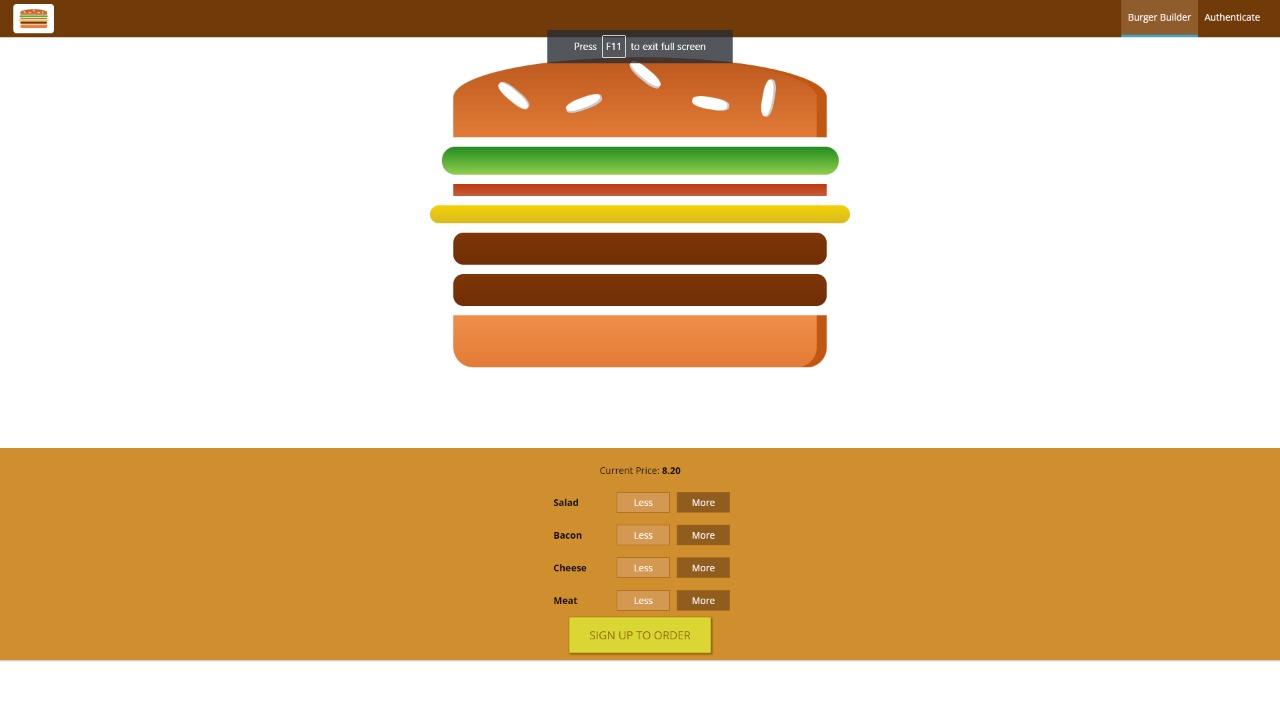 Burger Builder Authenticate
Press F11 to exit full screen
Current Price: 8.20
Salad Less More
Bacon Less More
Cheese Less More
Meat Less More
SIGN UP TO ORDER